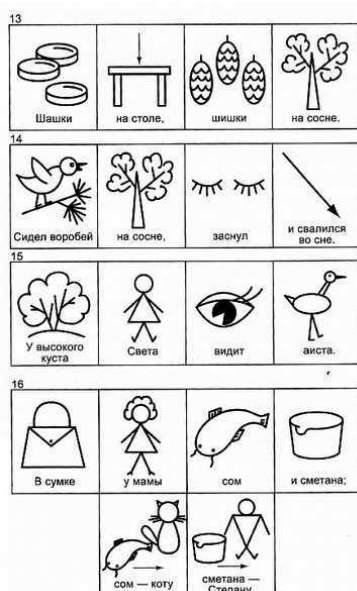 13
Шашки
на столе,
шишки
на сосне.
14
Сидел воробей
на сосне,
заснул
и свалился
во сне.
15
У высокого
куста
Света
видит
аиста.
16
В сумке
у мамы
сом
и сметана;
сом — коту
сметана —
Степану